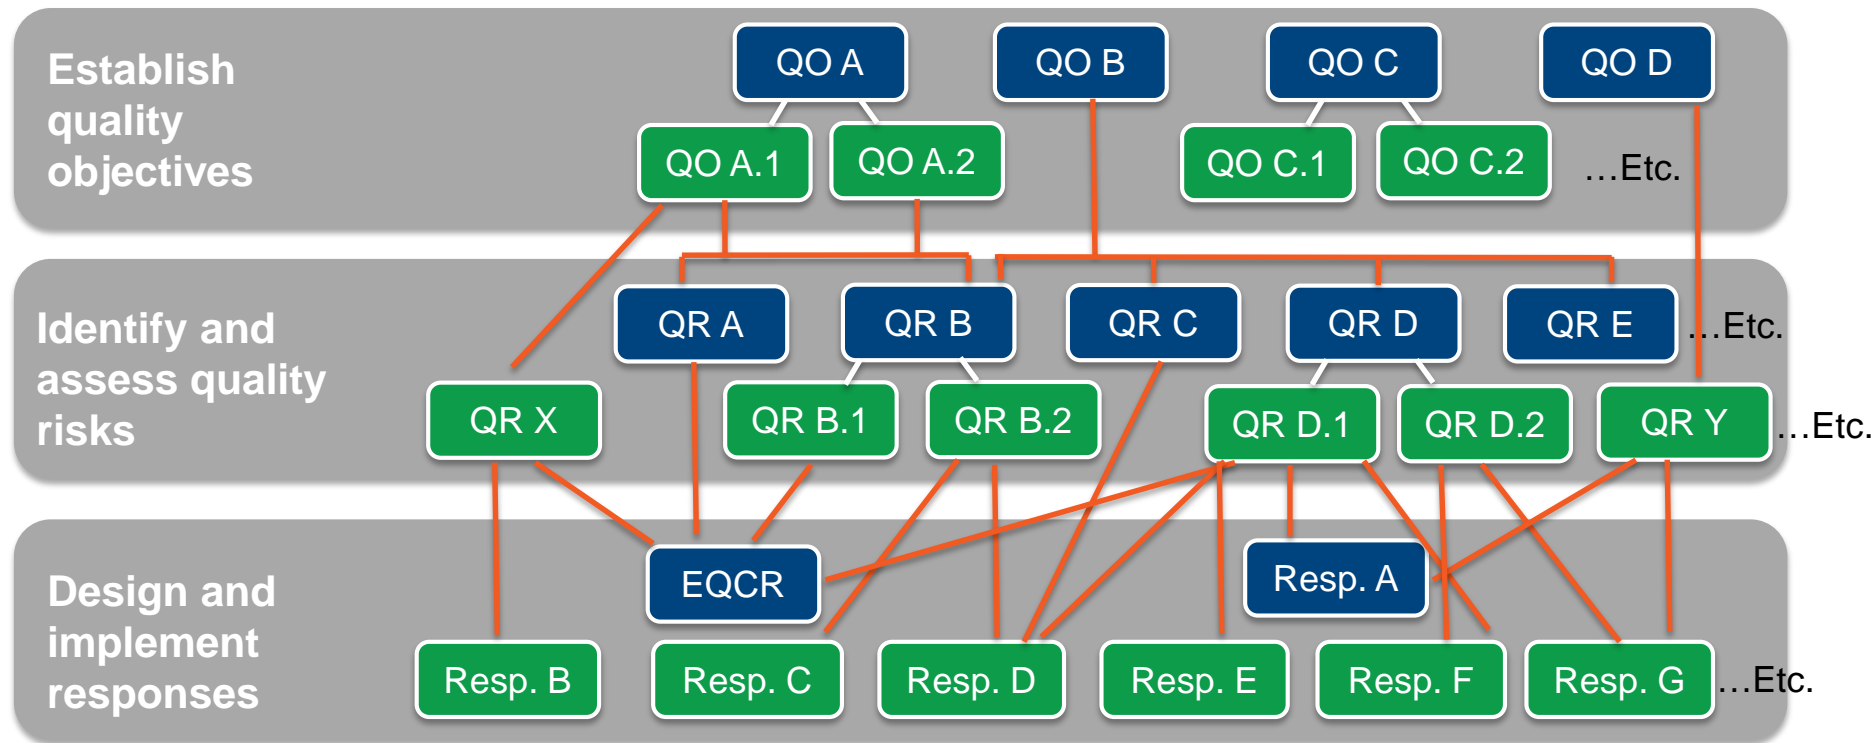 Establish
quality
objectives
QO A
QO B
QO C
QO D
QO A.1
QO A.2
QO C.1
QO C.2
…Etc.
Identify and
assess quality
risks
QR A
QR B
QR C
QR D
QR E
…Etc.
QR X
QR B.1
QR B.2
QR D.1
QR D.2
QR Y
…Etc.
Design and
implement
responses
EQCR
Resp. A
Resp. B
Resp. C
Resp. D
Resp. E
Resp. F
Resp. G
…Etc.